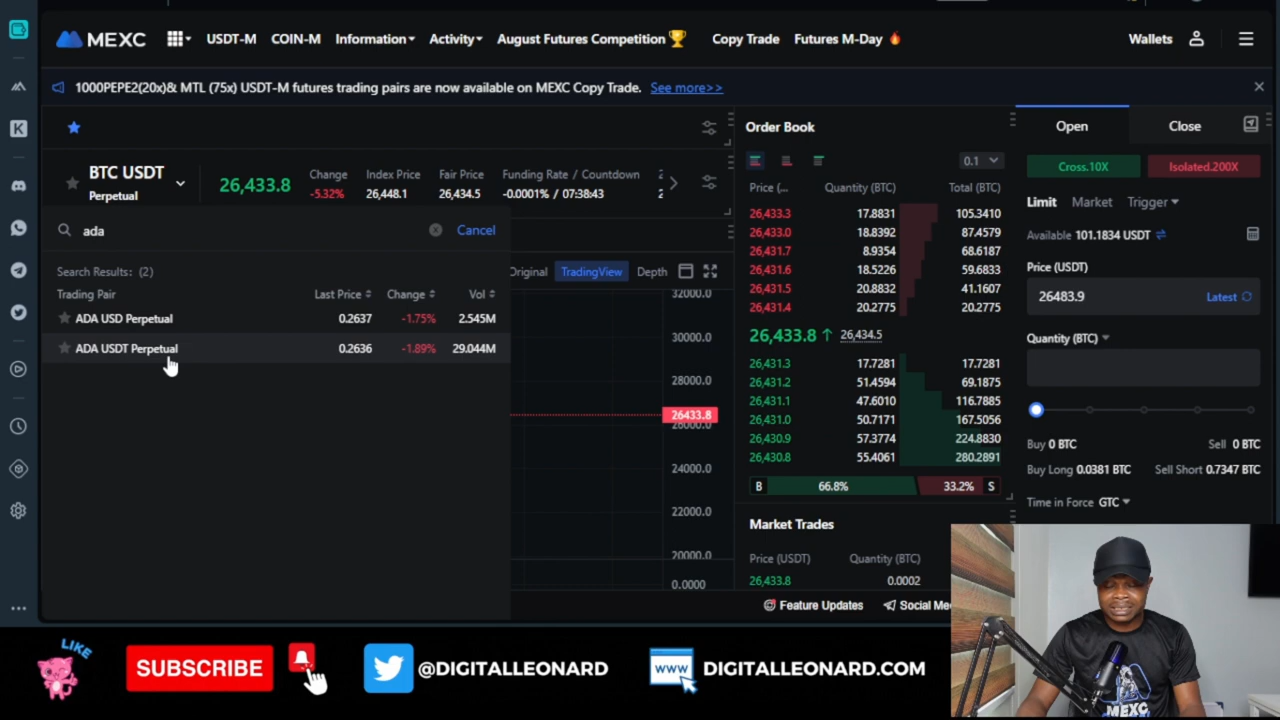 MEXC
USDT-M
COIN-M
Information
Activity
August Futures Competition
Copy Trade
Futures M-Day
Wallets
1000PEPE2(20x)& MTL (75x) USDT-M futures trading pairs are now available on MEXC Copy Trade. See more>>
BTC USDT
Perpetual
26,433.8
Change
-5.32%
Index Price
26,448.1
Fair Price
26,434.5
Funding Rate / Countdown
-0.0001% / 07:38:43
ada
Cancel
Search Results: (2)
Trading Pair Last Price Change Vol
ADA USD Perpetual 0.2637 -1.75% 2.545M
ADA USDT Perpetual 0.2636 -1.89% 29.044M
Original TradingView Depth
32000.0
30000.0
28000.0
26433.8
26000.0
24000.0
22000.0
20000.0
0.0000
Order Book
0.1
Price (... Quantity (BTC) Total (BTC)
26,433.3 17.8831 105.3410
26,433.0 18.8392 87.4579
26,431.7 8.9354 68.6187
26,431.6 18.5226 59.6833
26,431.5 20.8832 41.1607
26,431.4 20.2775 20.2775
26,433.8 26,434.5
26,431.3 17.7281 17.7281
26,431.2 51.4594 69.1875
26,431.1 47.6010 116.7885
26,431.0 50.7171 167.5056
26,430.9 57.3774 224.8830
26,430.8 55.4061 280.2891
B 66.8% 33.2% S
Market Trades
Price (USDT) Quantity (BTC)
26,433.8 0.0002
Feature Updates
Social Me
Open Close
Cross.10X Isolated.200X
Limit Market Trigger
Available 101.1834 USDT
Price (USDT)
26483.9 Latest
Quantity (BTC)
Buy 0 BTC Sell 0 BTC
Buy Long 0.0381 BTC Sell Short 0.7347 BTC
Time in Force GTC
K
LIKE
SUBSCRIBE
@DIGITALLEONARD
WWW
DIGITALLEONARD.COM
MEXC